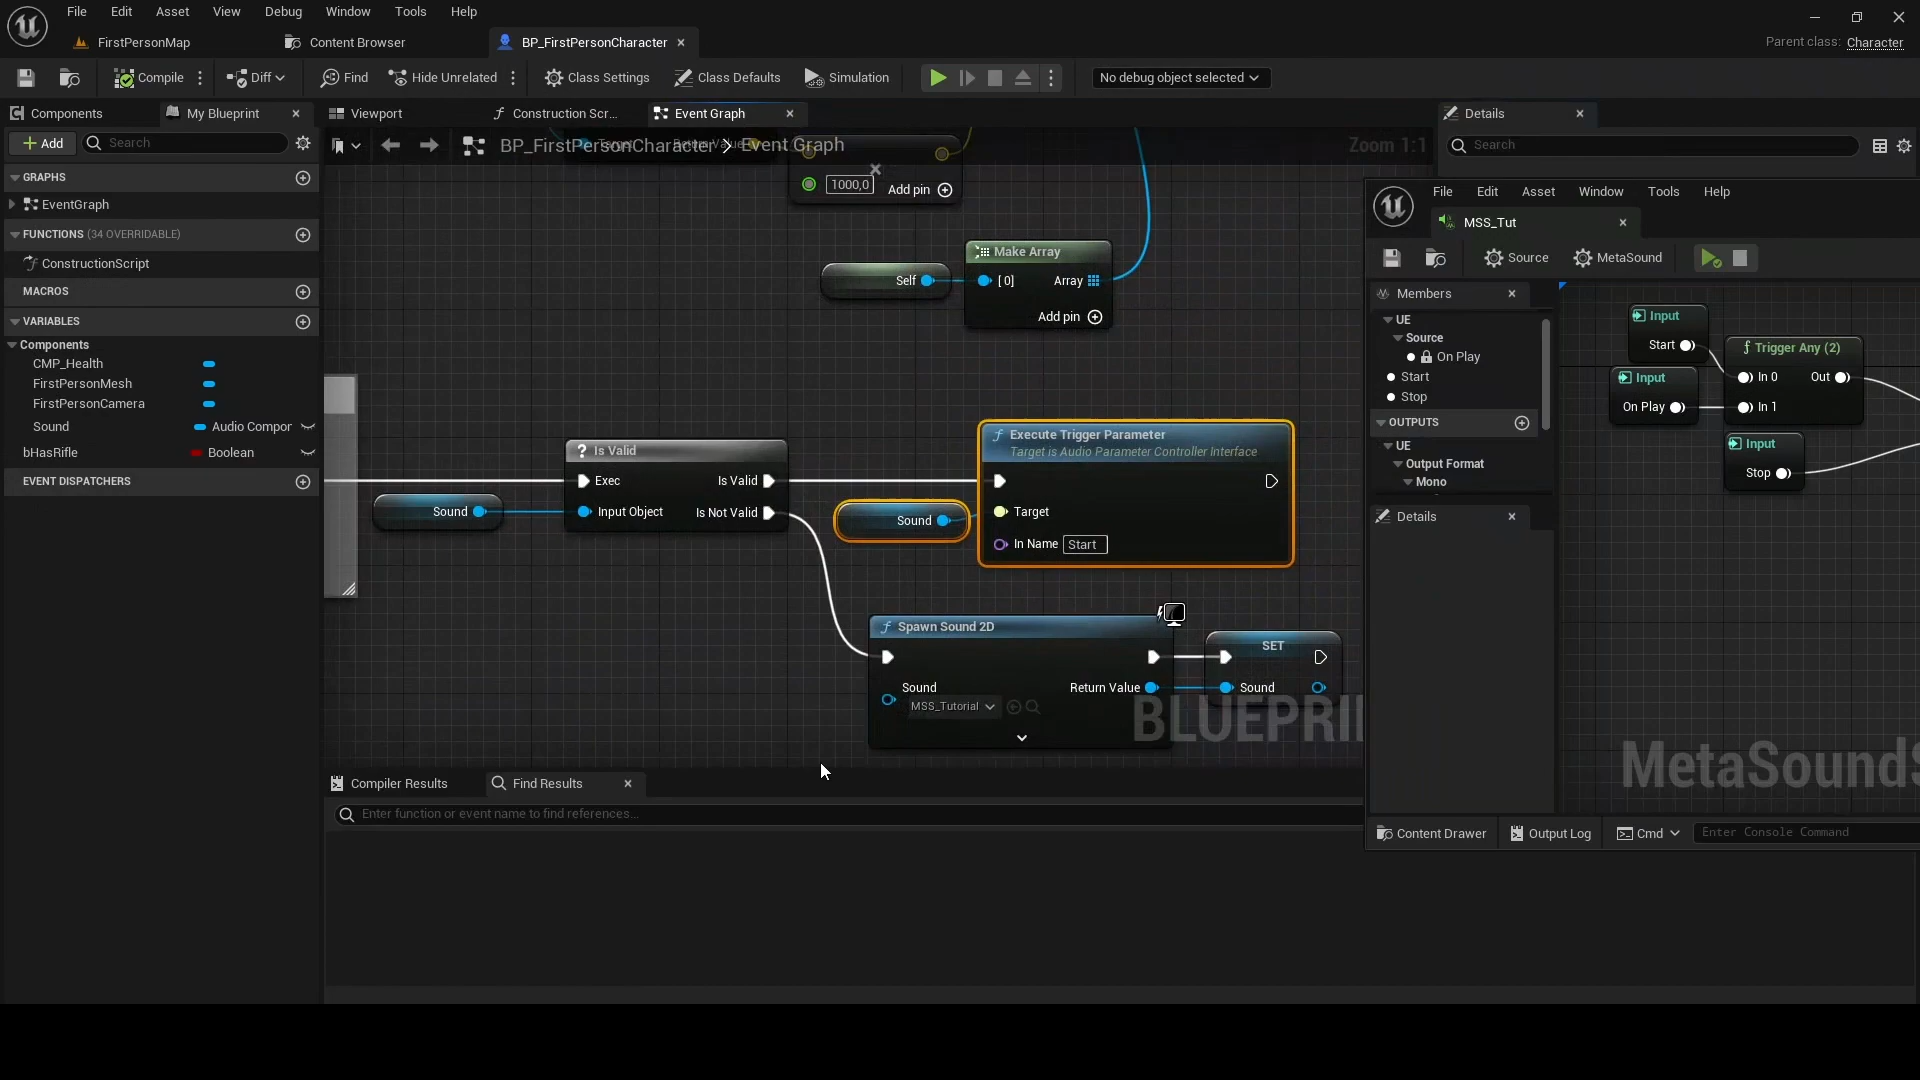 File Edit Asset View Debug Window Tools Help
FirstPersonMap
Content Browser
BP_FirstPersonCharacter
Parent class: Character
Compile
Diff
Find
Hide Unrelated
Class Settings
Class Defaults
Simulation
No debug object selected
Components
My Blueprint
Viewport
Construction Scr...
Event Graph
Details
Add
Search
BP_FirstPersonCharacter > Event Graph
Zoom 1:1
Search
GRAPHS
EventGraph
FUNCTIONS (34 OVERRIDABLE)
ConstructionScript
MACROS
VARIABLES
Components
CMP_Health
FirstPersonMesh
FirstPersonCamera
Sound Audio Compor
bHasRifle Boolean
EVENT DISPATCHERS
1000,0
Add pin
Make Array
Self
[0]
Array
Add pin
Is Valid
Exec
Is Valid
Sound
Input Object
Is Not Valid
Sound
Execute Trigger Parameter
Target is Audio Parameter Controller Interface
Target
In Name Start
Spawn Sound 2D
Sound
MSS_Tutorial
Return Value
SET
Sound
BLUEPRI
Compiler Results
Find Results
Enter function or event name to find references...
File Edit Asset Window Tools Help
MSS_Tut
Source
MetaSound
Members
UE
Source
On Play
Start
Stop
OUTPUTS
UE
Output Format
Mono
Details
Input
Start
Input
On Play
Trigger Any (2)
In 0
Out
In 1
Input
Stop
MetaSoundS
Content Drawer
Output Log
Cmd
Enter Console Command